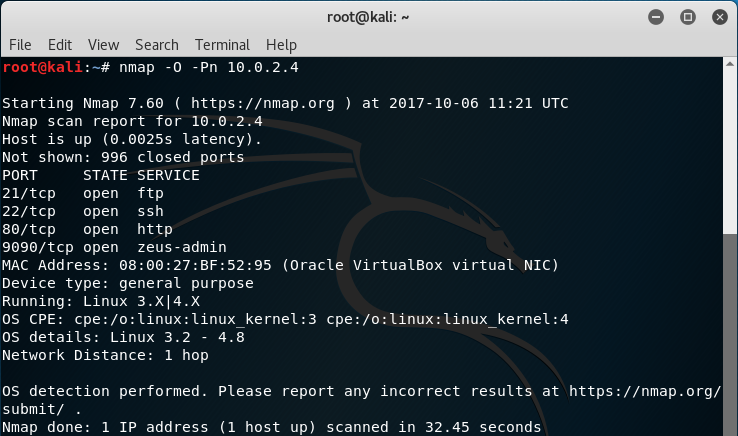 root@kali: ~
File Edit View Search Terminal Help
root@kali:~# nmap -O -Pn 10.0.2.4
Starting Nmap 7.60 ( https://nmap.org ) at 2017-10-06 11:21 UTC
Nmap scan report for 10.0.2.4
Host is up (0.0025s latency).
Not shown: 996 closed ports
PORT     STATE SERVICE
21/tcp   open  ftp
22/tcp   open  ssh
80/tcp   open  http
9090/tcp open  zeus-admin
MAC Address: 08:00:27:BF:52:95 (Oracle VirtualBox virtual NIC)
Device type: general purpose
Running: Linux 3.X|4.X
OS CPE: cpe:/o:linux:linux_kernel:3 cpe:/o:linux:linux_kernel:4
OS details: Linux 3.2 - 4.8
Network Distance: 1 hop
OS detection performed. Please report any incorrect results at https://nmap.org/
submit/ .
Nmap done: 1 IP address (1 host up) scanned in 32.45 seconds